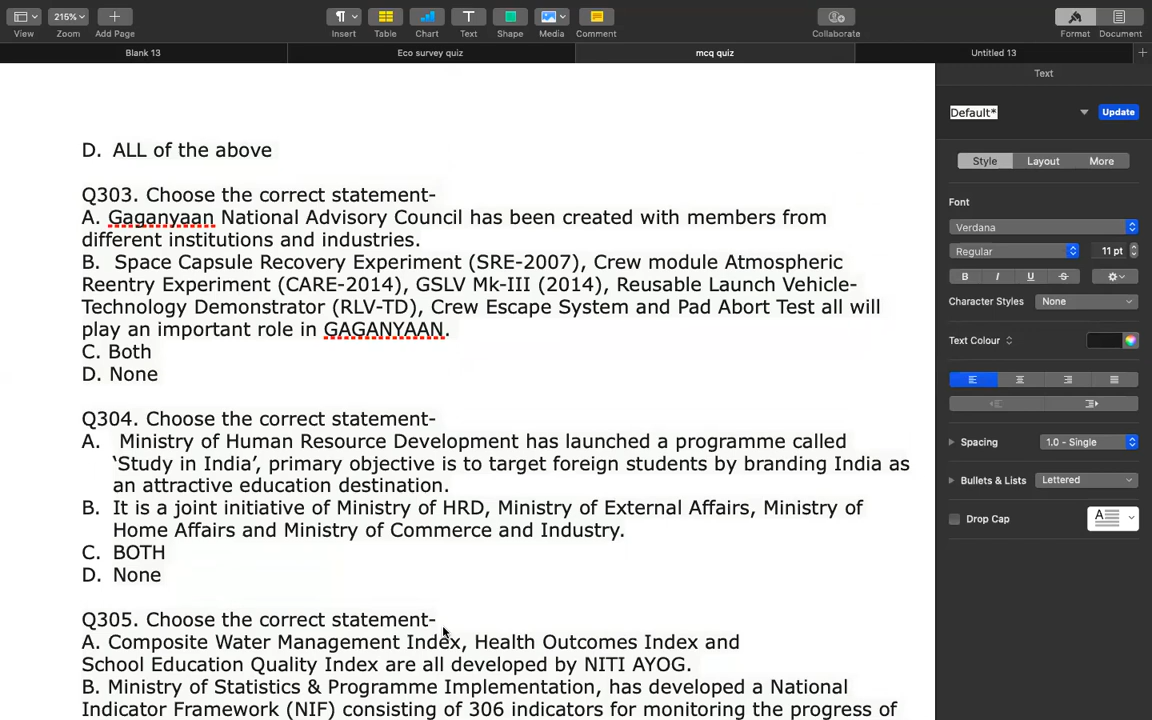 215%
View
Zoom
Add Page
Insert
Table
Chart
Text
Shape
Media
Comment
Collaborate
Format
Document
Blank 13
Eco survey quiz
mcq quiz
Untitled 13
D. ALL of the above
Q303. Choose the correct statement-
A. Gaganyaan National Advisory Council has been created with members from
different institutions and industries.
B. Space Capsule Recovery Experiment (SRE-2007), Crew module Atmospheric
Reentry Experiment (CARE-2014), GSLV Mk-III (2014), Reusable Launch Vehicle-
Technology Demonstrator (RLV-TD), Crew Escape System and Pad Abort Test all will
play an important role in GAGANYAAN.
C. Both
D. None
Q304. Choose the correct statement-
A. Ministry of Human Resource Development has launched a programme called
‘Study in India’, primary objective is to target foreign students by branding India as
an attractive education destination.
B. It is a joint initiative of Ministry of HRD, Ministry of External Affairs, Ministry of
Home Affairs and Ministry of Commerce and Industry.
C. BOTH
D. None
Q305. Choose the correct statement-
A. Composite Water Management Index, Health Outcomes Index and
School Education Quality Index are all developed by NITI AYOG.
B. Ministry of Statistics & Programme Implementation, has developed a National
Indicator Framework (NIF) consisting of 306 indicators for monitoring the progress of
Text
Default*
Update
Style
Layout
More
Font
Verdana
Regular
11 pt
B I U S
Character Styles
None
Text Colour
Spacing
1.0 - Single
Bullets & Lists
Lettered
Drop Cap
A